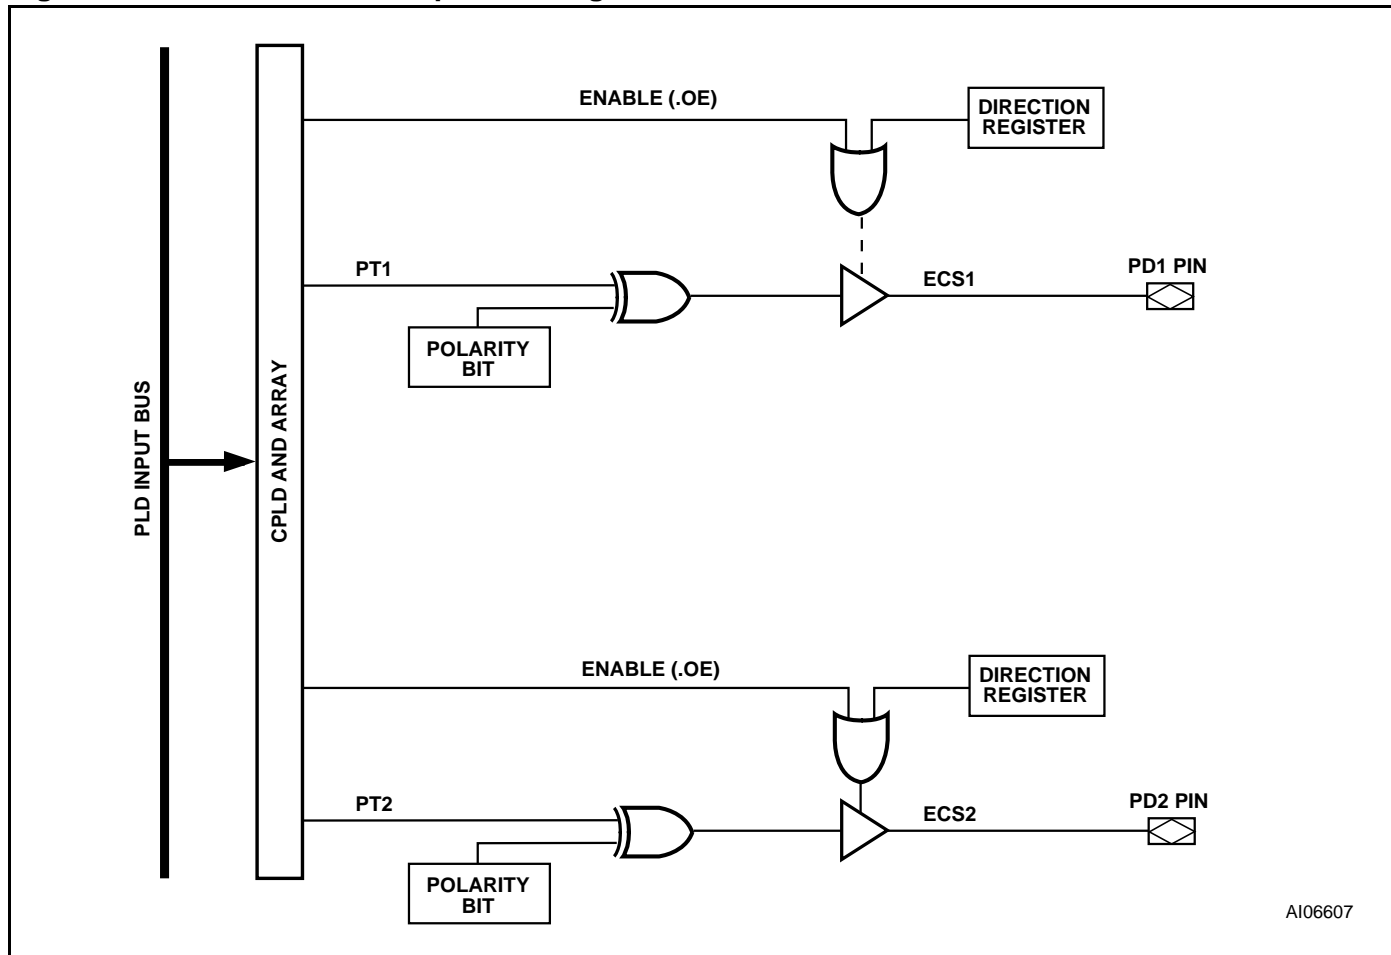 ENABLE (.OE)
DIRECTION
REGISTER
PT1
ECS1
PD1 PIN
POLARITY
BIT
PLD INPUT BUS
CPLD AND ARRAY
ENABLE (.OE)
DIRECTION
REGISTER
PT2
ECS2
PD2 PIN
POLARITY
BIT
AI06607